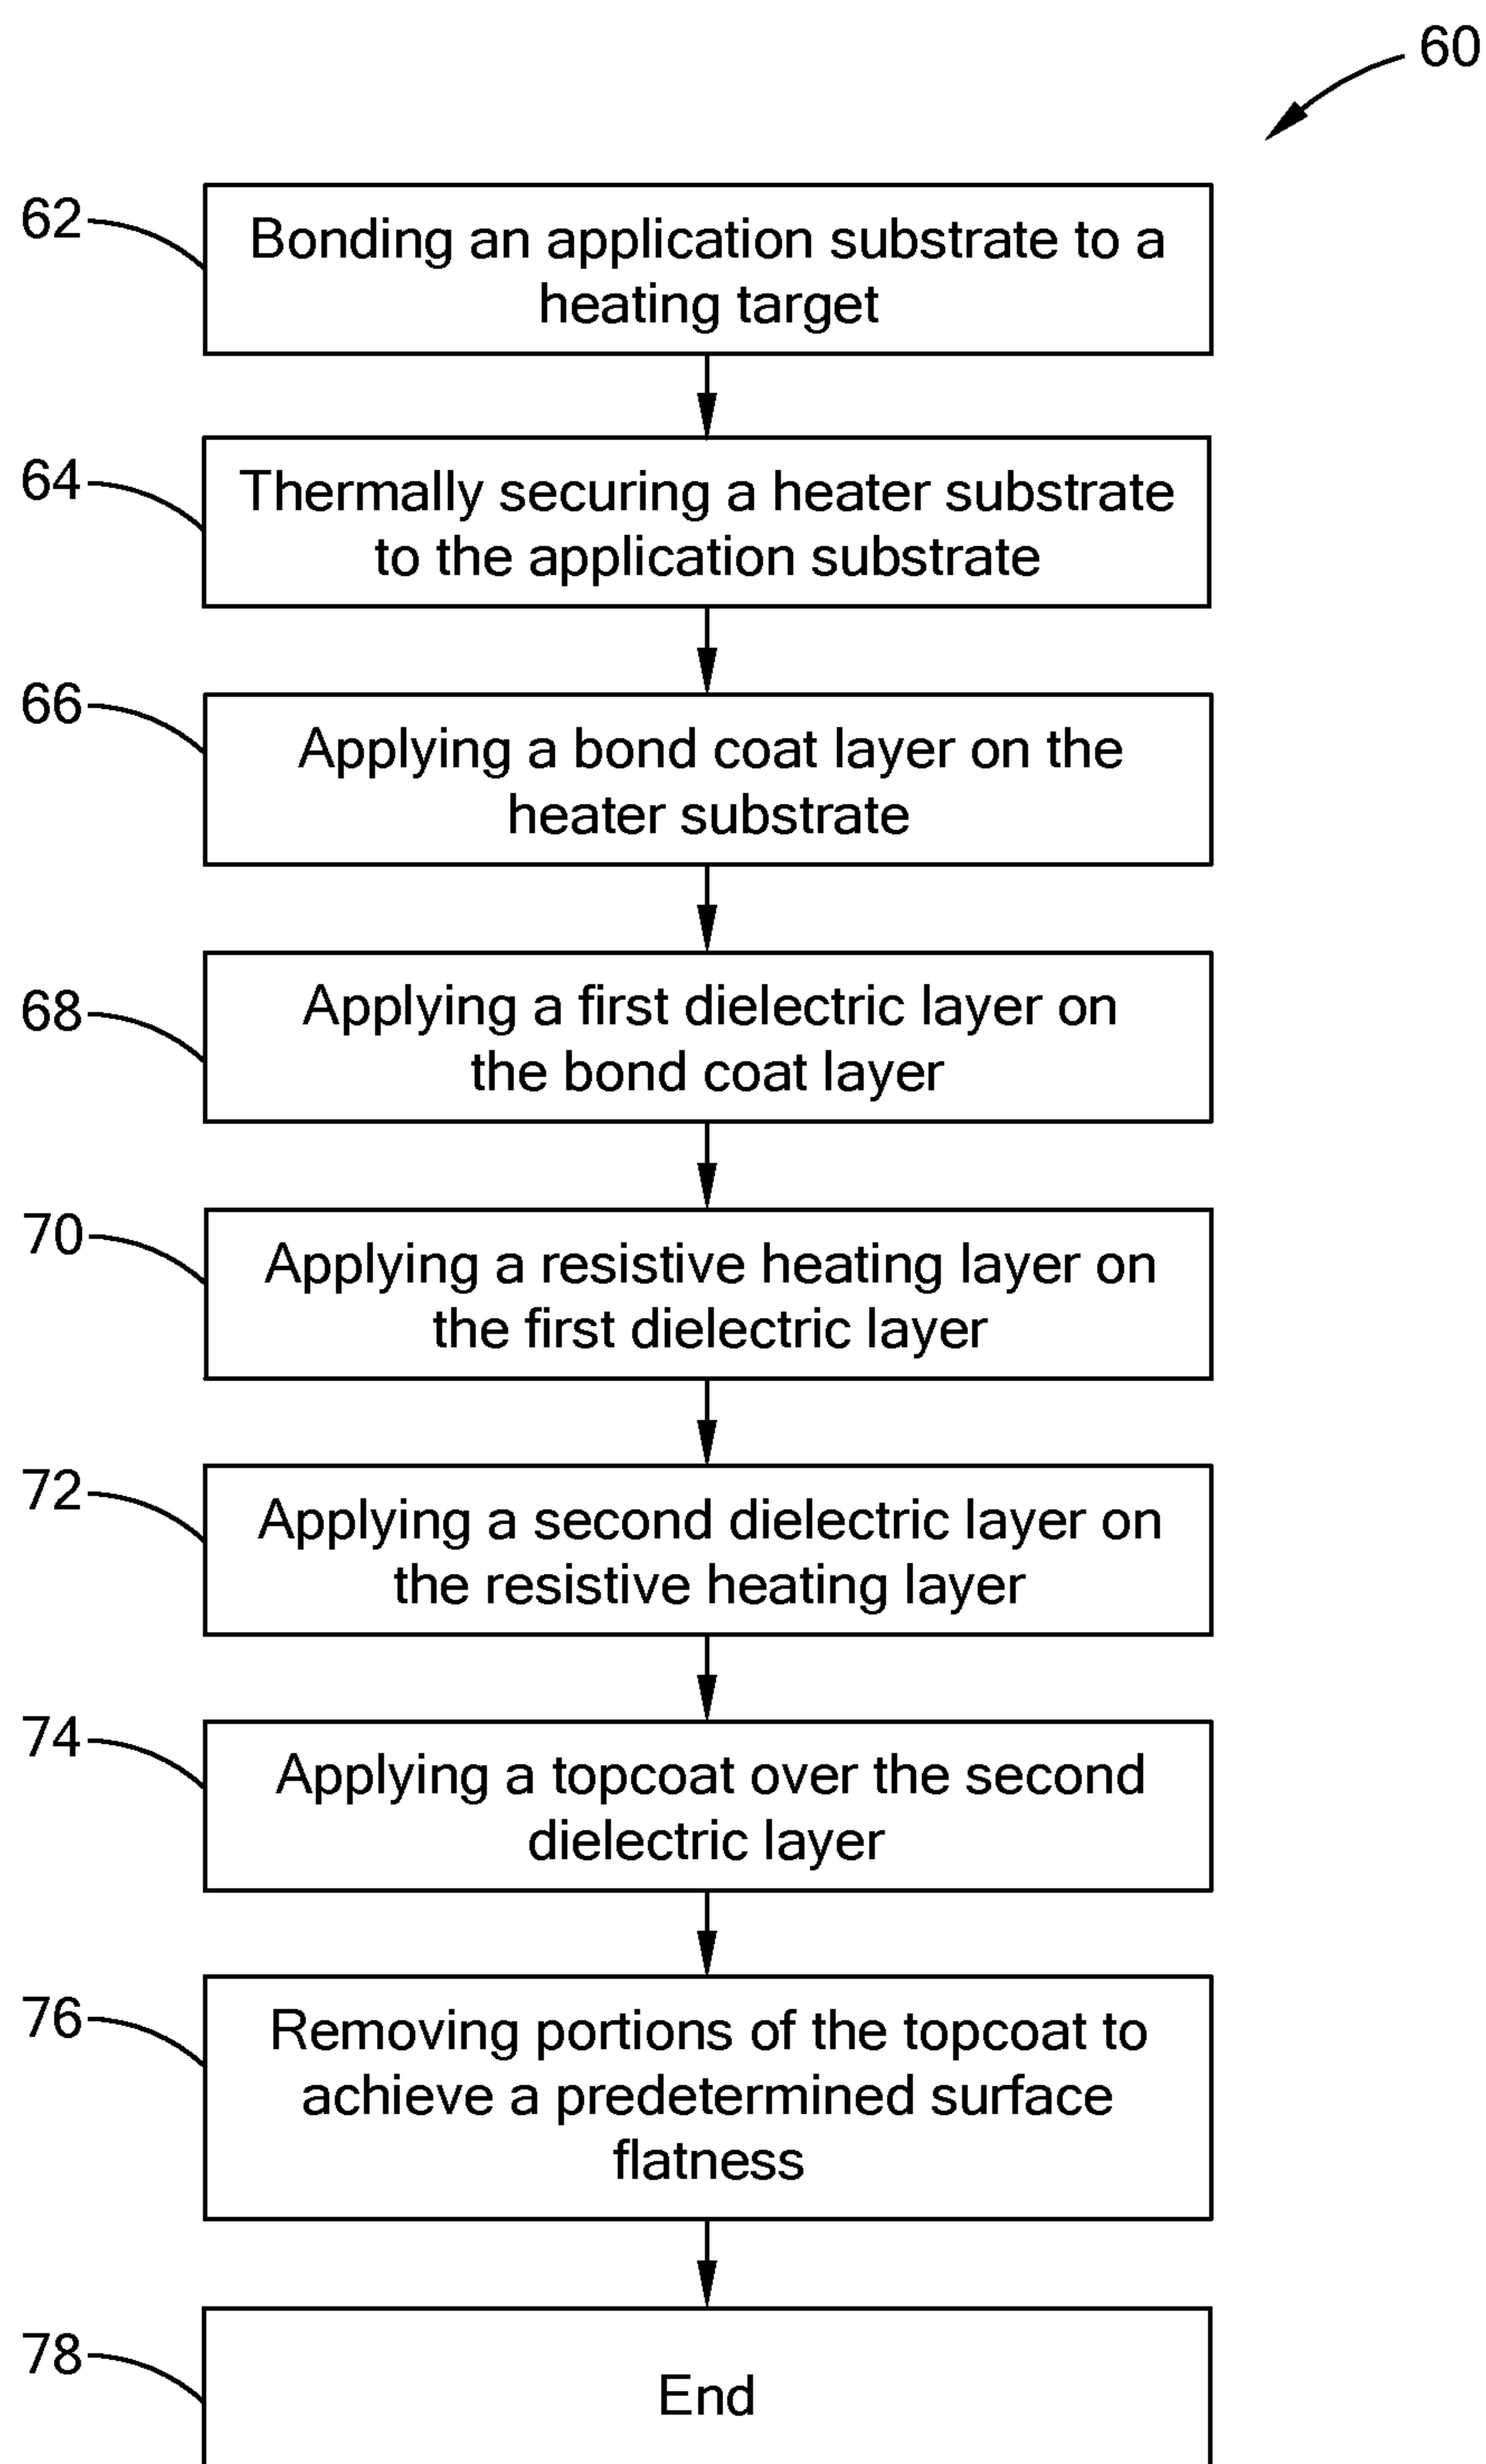 60
62
Bonding an application substrate to a
heating target
64
Thermally securing a heater substrate
to the application substrate
66
Applying a bond coat layer on the
heater substrate
68
Applying a first dielectric layer on
the bond coat layer
70
Applying a resistive heating layer on
the first dielectric layer
72
Applying a second dielectric layer on
the resistive heating layer
74
Applying a topcoat over the second
dielectric layer
76
Removing portions of the topcoat to
achieve a predetermined surface
flatness
78
End